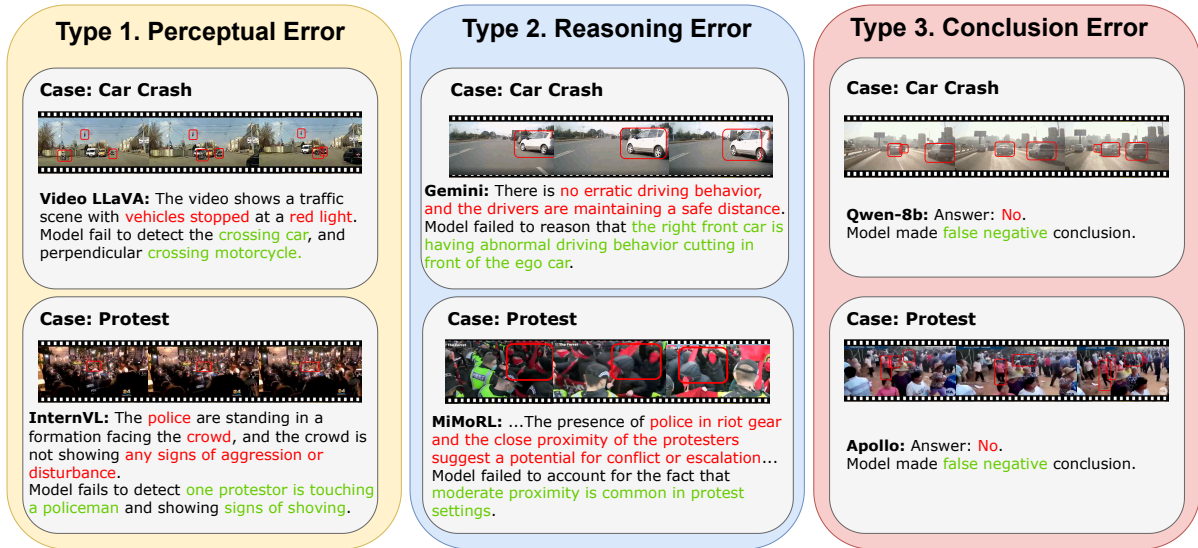 Type 1. Perceptual Error
Case: Car Crash
Video LLaVA: The video shows a traffic
scene with vehicles stopped at a red light.
Model fail to detect the crossing car, and
perpendicular crossing motorcycle.
Case: Protest
InternVL: The police are standing in a
formation facing the crowd, and the crowd is
not showing any signs of aggression or
disturbance.
Model fails to detect one protestor is touching
a policeman and showing signs of shoving.
Type 2. Reasoning Error
Case: Car Crash
Gemini: There is no erratic driving behavior,
and the drivers are maintaining a safe distance.
Model failed to reason that the right front car is
having abnormal driving behavior cutting in
front of the ego car.
Case: Protest
MiMoRL: ...The presence of police in riot gear
and the close proximity of the protesters
suggest a potential for conflict or escalation...
Model failed to account for the fact that
moderate proximity is common in protest
settings.
Type 3. Conclusion Error
Case: Car Crash
Qwen-8b: Answer: No.
Model made false negative conclusion.
Case: Protest
Apollo: Answer: No.
Model made false negative conclusion.